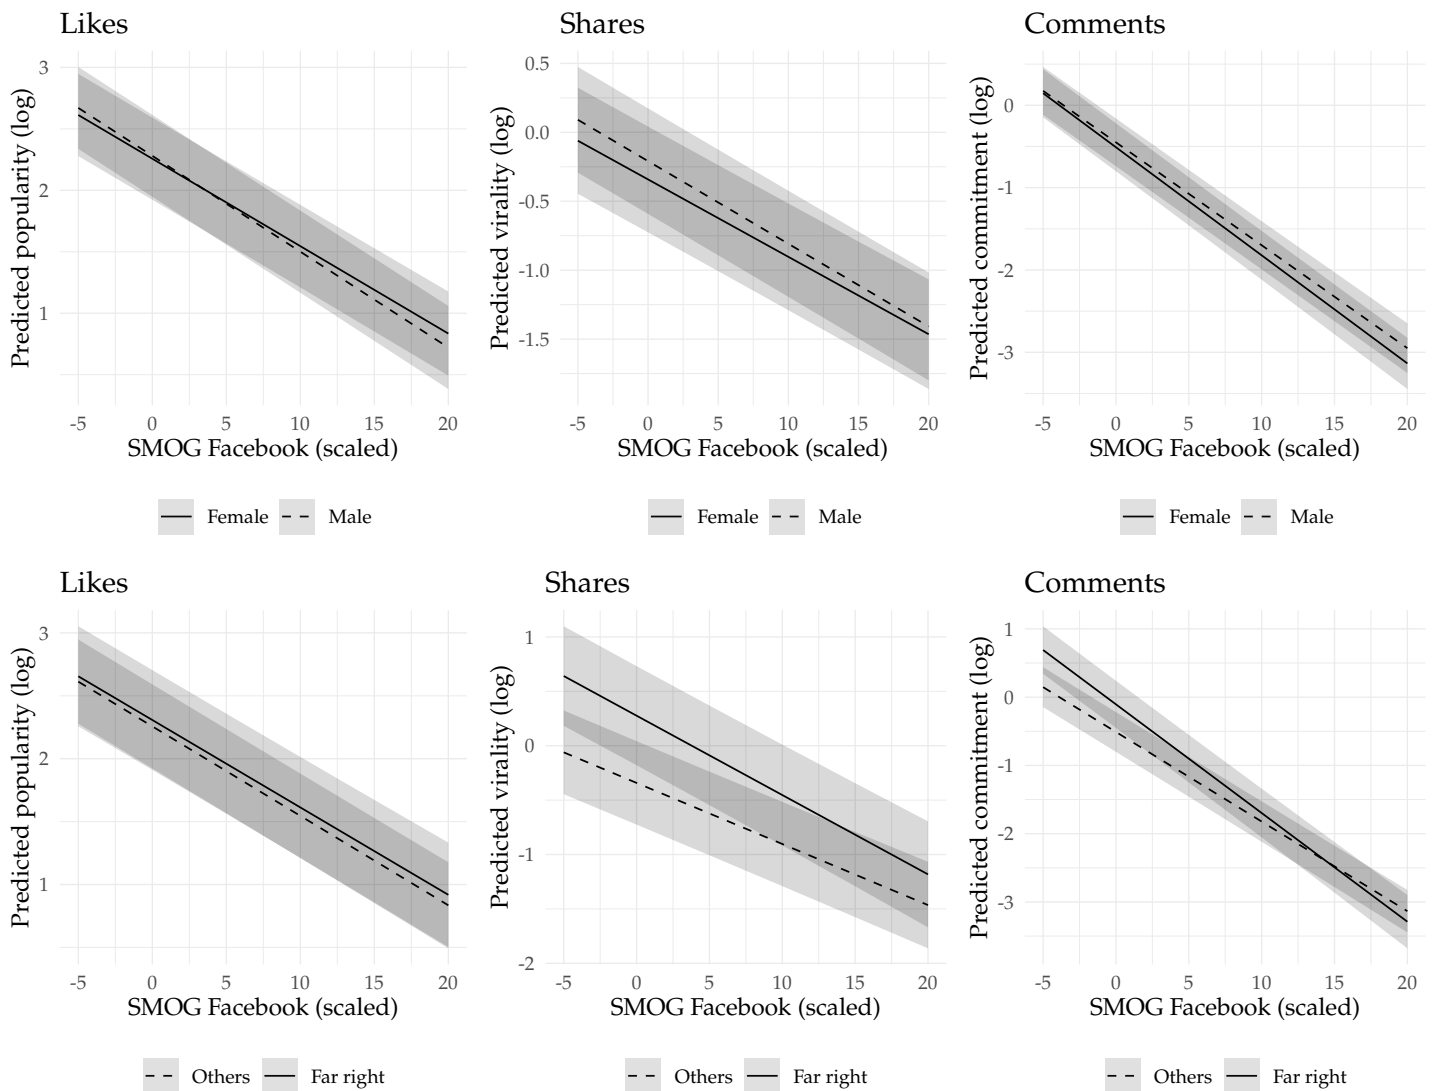 Likes
Shares
Comments
Predicted popularity (log)
3
2
1
-5 0 5 10 15 20
SMOG Facebook (scaled)
Female Male
Predicted virality (log)
0.5
0.0
-0.5
-1.0
-1.5
-5 0 5 10 15 20
SMOG Facebook (scaled)
Female Male
Predicted commitment (log)
0
-1
-2
-3
-5 0 5 10 15 20
SMOG Facebook (scaled)
Female Male
Likes
Shares
Comments
Predicted popularity (log)
3
2
1
-5 0 5 10 15 20
SMOG Facebook (scaled)
Others Far right
Predicted virality (log)
1
0
-1
-2
-5 0 5 10 15 20
SMOG Facebook (scaled)
Others Far right
Predicted commitment (log)
1
0
-1
-2
-3
-5 0 5 10 15 20
SMOG Facebook (scaled)
Others Far right